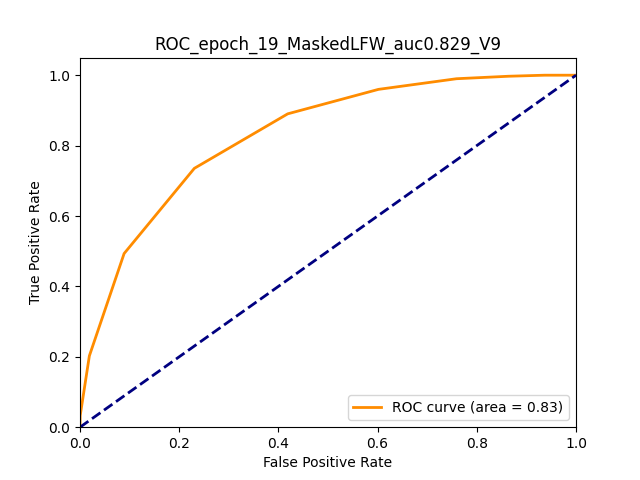 ROC_epoch_19_MaskedLFW_auc0.829_V9
1.0
0.8
0.6
0.4
0.2
0.0
True Positive Rate
ROC curve (area = 0.83)
0.0 0.2 0.4 0.6 0.8 1.0
False Positive Rate